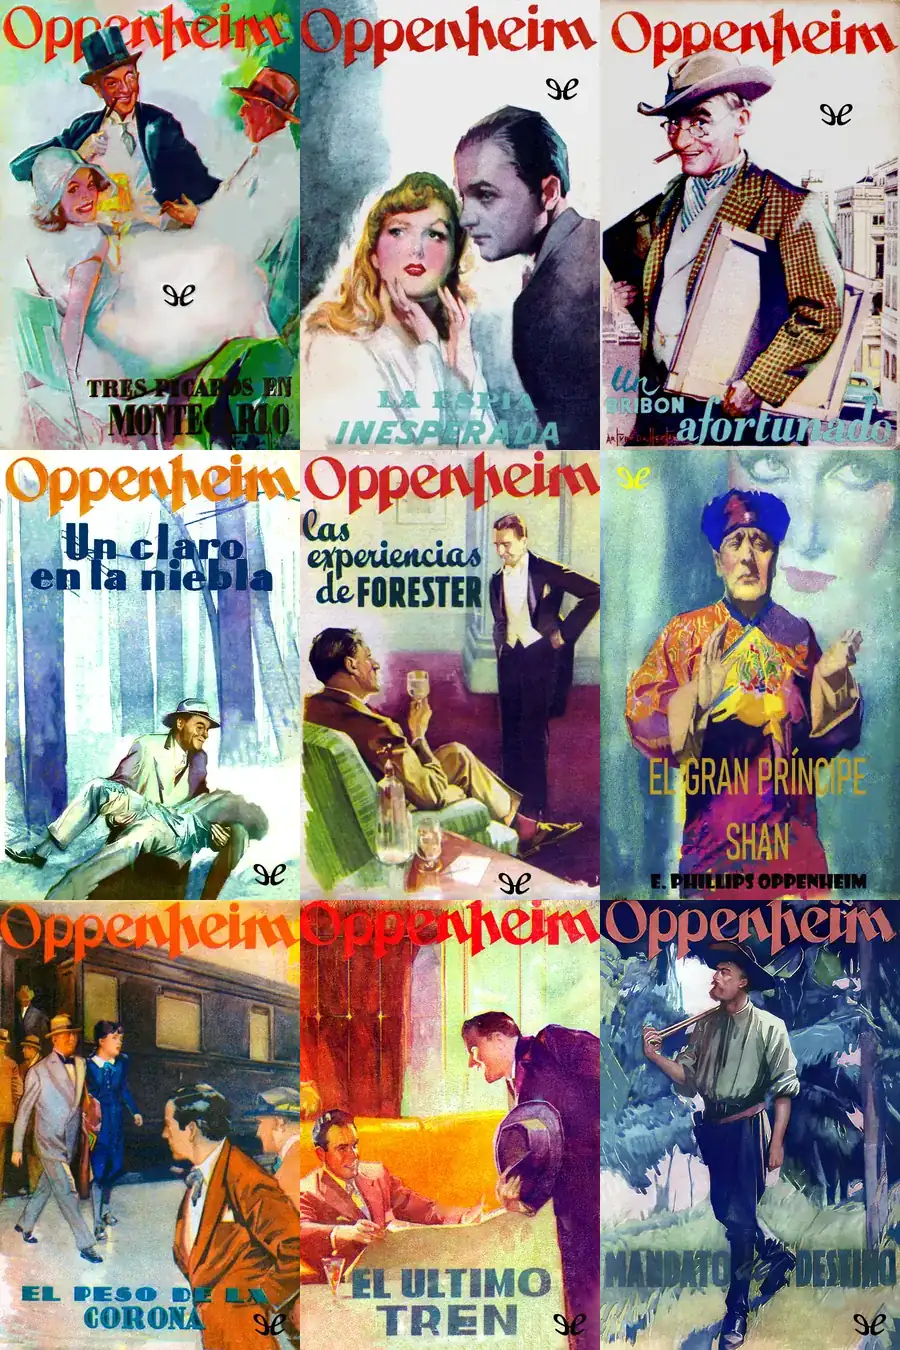 Oppenheim
TRES PICAROS EN
MONTECARLO
Oppenheim
LA ESPIA
INESPERADA
Oppenheim
Un
BRIBON
afortunado
Oppenheim
Un claro
en la niebla
Oppenheim
las
experiencias
de FORESTER
EL GRAN PRÍNCIPE
SHAN
E. PHILLIPS OPPENHEIM
Oppenheim
EL PESO DE LA
CORONA
Oppenheim
EL ULTIMO
TREN
Oppenheim
MANDATO del DESTINO